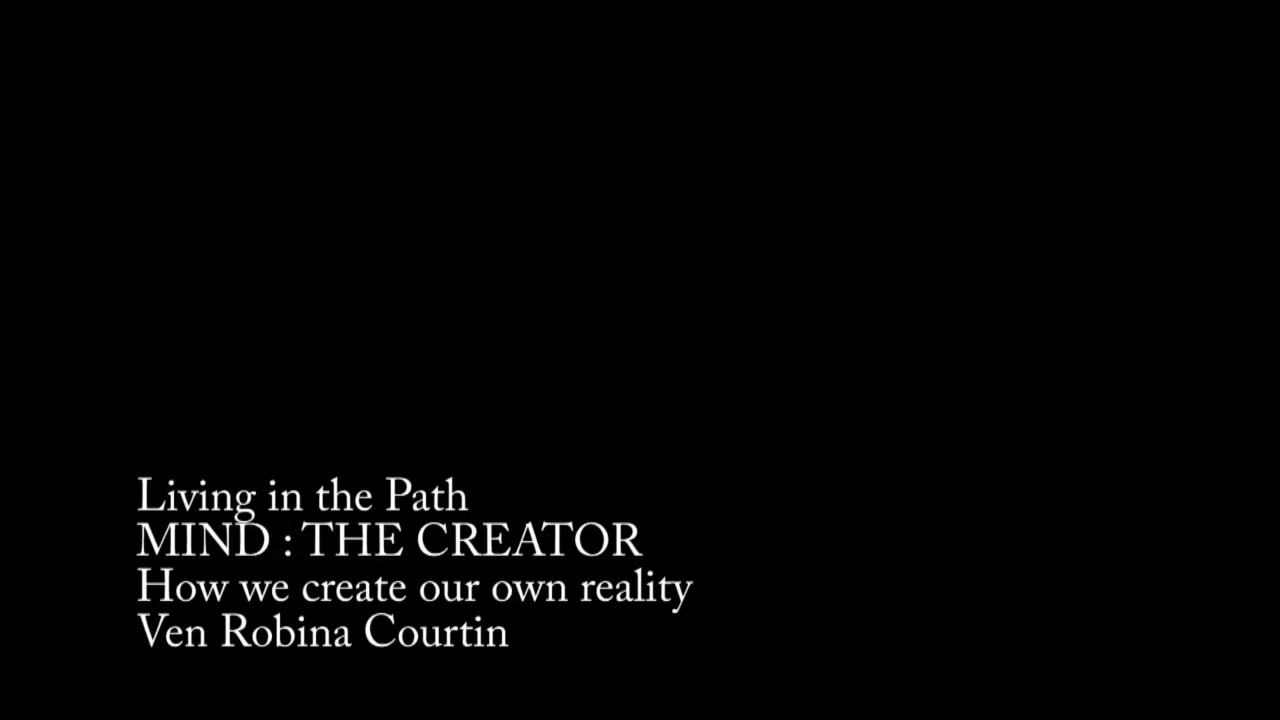 Living in the Path
MIND : THE CREATOR
How we create our own reality
Ven Robina Courtin